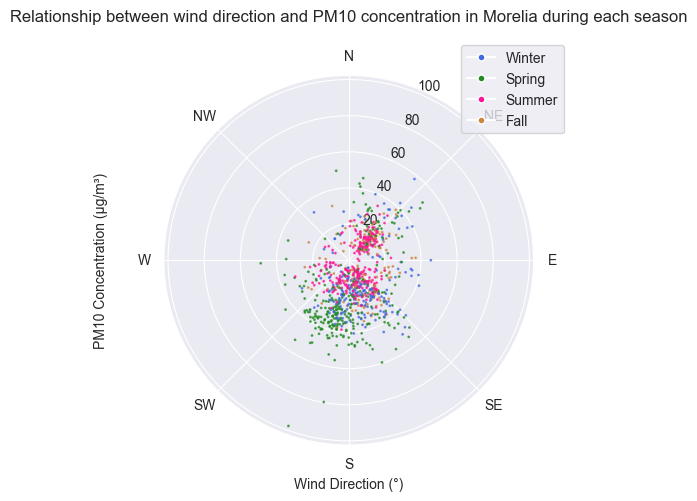 Relationship between wind direction and PM10 concentration in Morelia during each season
N
NE
E
SE
S
SW
W
NW
20
40
60
80
100
Winter
Spring
Summer
Fall
PM10 Concentration (µg/m³)
Wind Direction (°)